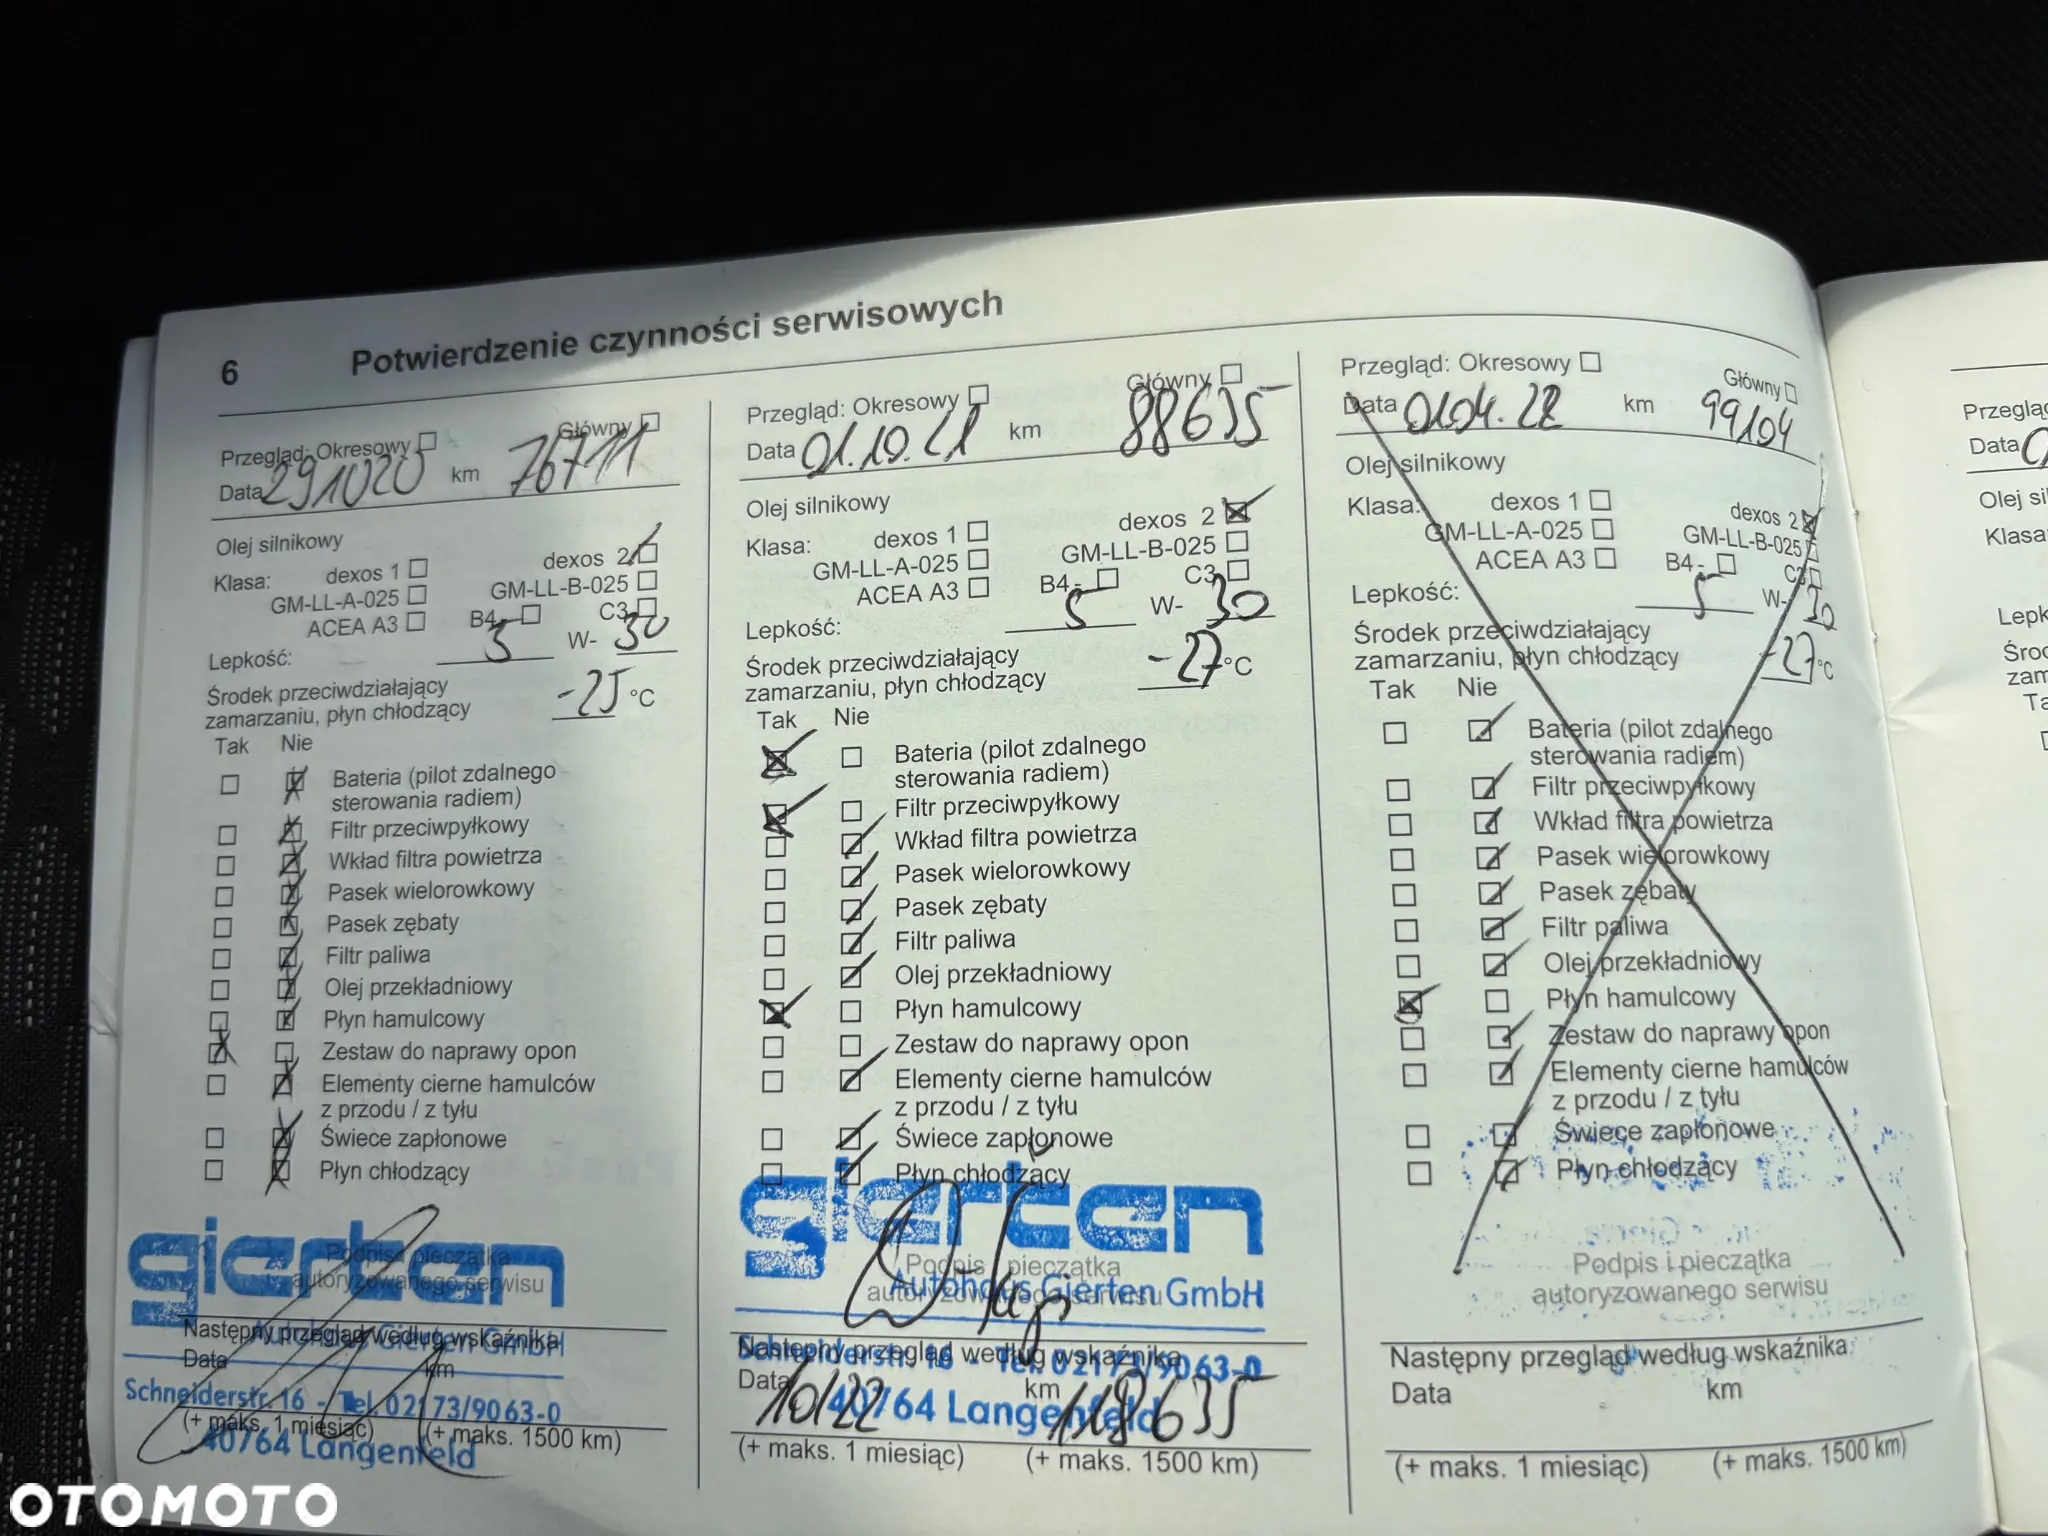 6 Potwierdzenie czynności serwisowych
Przegląd: Okresowy Główny
Data 291020 km 76711
Olej silnikowy
Klasa: dexos 1 dexos 2
GM-LL-A-025 GM-LL-B-025
ACEA A3 B4- C3
Lepkość: 5 W- 30
Środek przeciwdziałający
zamarzaniu, płyn chłodzący -25 °C
Tak Nie
Bateria (pilot zdalnego
sterowania radiem)
Filtr przeciwpyłkowy
Wkład filtra powietrza
Pasek wielorowkowy
Pasek zębaty
Filtr paliwa
Olej przekładniowy
Płyn hamulcowy
Zestaw do naprawy opon
Elementy cierne hamulców
z przodu / z tyłu
Świece zapłonowe
Płyn chłodzący
gierten
Podpis i pieczątka
autoryzowanego serwisu
Następny przegląd według wskaźnika
Autohaus Gierten GmbH
Data km
Schneiderstr. 16 - Tel. 02173/9063-0
(+ maks. 1 miesiąc) (+ maks. 1500 km)
40764 Langenfeld
Przegląd: Okresowy Główny
Data 01.10.21 km 88635
Olej silnikowy
Klasa: dexos 1 dexos 2
GM-LL-A-025 GM-LL-B-025
ACEA A3 B4- C3
Lepkość: 5 W- 30
Środek przeciwdziałający
zamarzaniu, płyn chłodzący -27 °C
Tak Nie
Bateria (pilot zdalnego
sterowania radiem)
Filtr przeciwpyłkowy
Wkład filtra powietrza
Pasek wielorowkowy
Pasek zębaty
Filtr paliwa
Olej przekładniowy
Płyn hamulcowy
Zestaw do naprawy opon
Elementy cierne hamulców
z przodu / z tyłu
Świece zapłonowe
Płyn chłodzący
gierten
Podpis i pieczątka
Autohaus Gierten GmbH
autoryzowanego serwisu
Następny przegląd według wskaźnika
Schneiderstr. 16 - Tel. 02173/9063-0
Data 10/22 km 118635
40764 Langenfeld
(+ maks. 1 miesiąc) (+ maks. 1500 km)
Przegląd: Okresowy Główny
Data 01.04.22 km 99104
Olej silnikowy
Klasa: dexos 1 dexos 2
GM-LL-A-025 GM-LL-B-025
ACEA A3 B4- C3
Lepkość: 5 W- 30
Środek przeciwdziałający
zamarzaniu, płyn chłodzący -27 °C
Tak Nie
Bateria (pilot zdalnego
sterowania radiem)
Filtr przeciwpyłkowy
Wkład filtra powietrza
Pasek wielorowkowy
Pasek zębaty
Filtr paliwa
Olej przekładniowy
Płyn hamulcowy
Zestaw do naprawy opon
Elementy cierne hamulców
z przodu / z tyłu
Świece zapłonowe
Płyn chłodzący
Podpis i pieczątka
autoryzowanego serwisu
Następny przegląd według wskaźnika
Data km
(+ maks. 1 miesiąc) (+ maks. 1500 km)
Data
Klasa
OTOMOTO